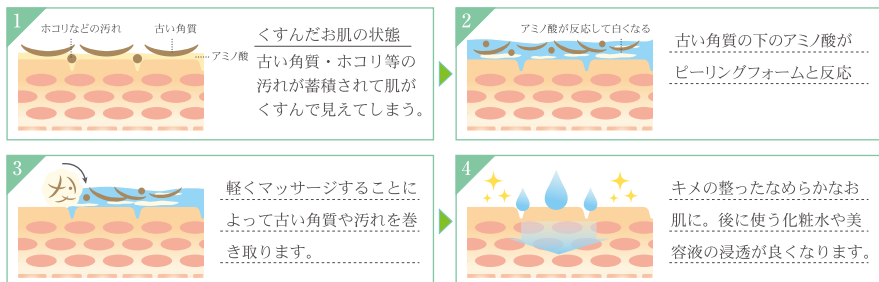 1
ホコリなどの汚れ
古い角質
アミノ酸
くすんだお肌の状態
古い角質・ホコリ等の
汚れが蓄積されて肌が
くすんで見えてしまう。
2
アミノ酸が反応して白くなる
古い角質の下のアミノ酸が
ピーリングフォームと反応
3
軽くマッサージすることに
よって古い角質や汚れを巻
き取ります。
4
キメの整ったなめらかなお
肌に。後に使う化粧水や美
容液の浸透が良くなります。